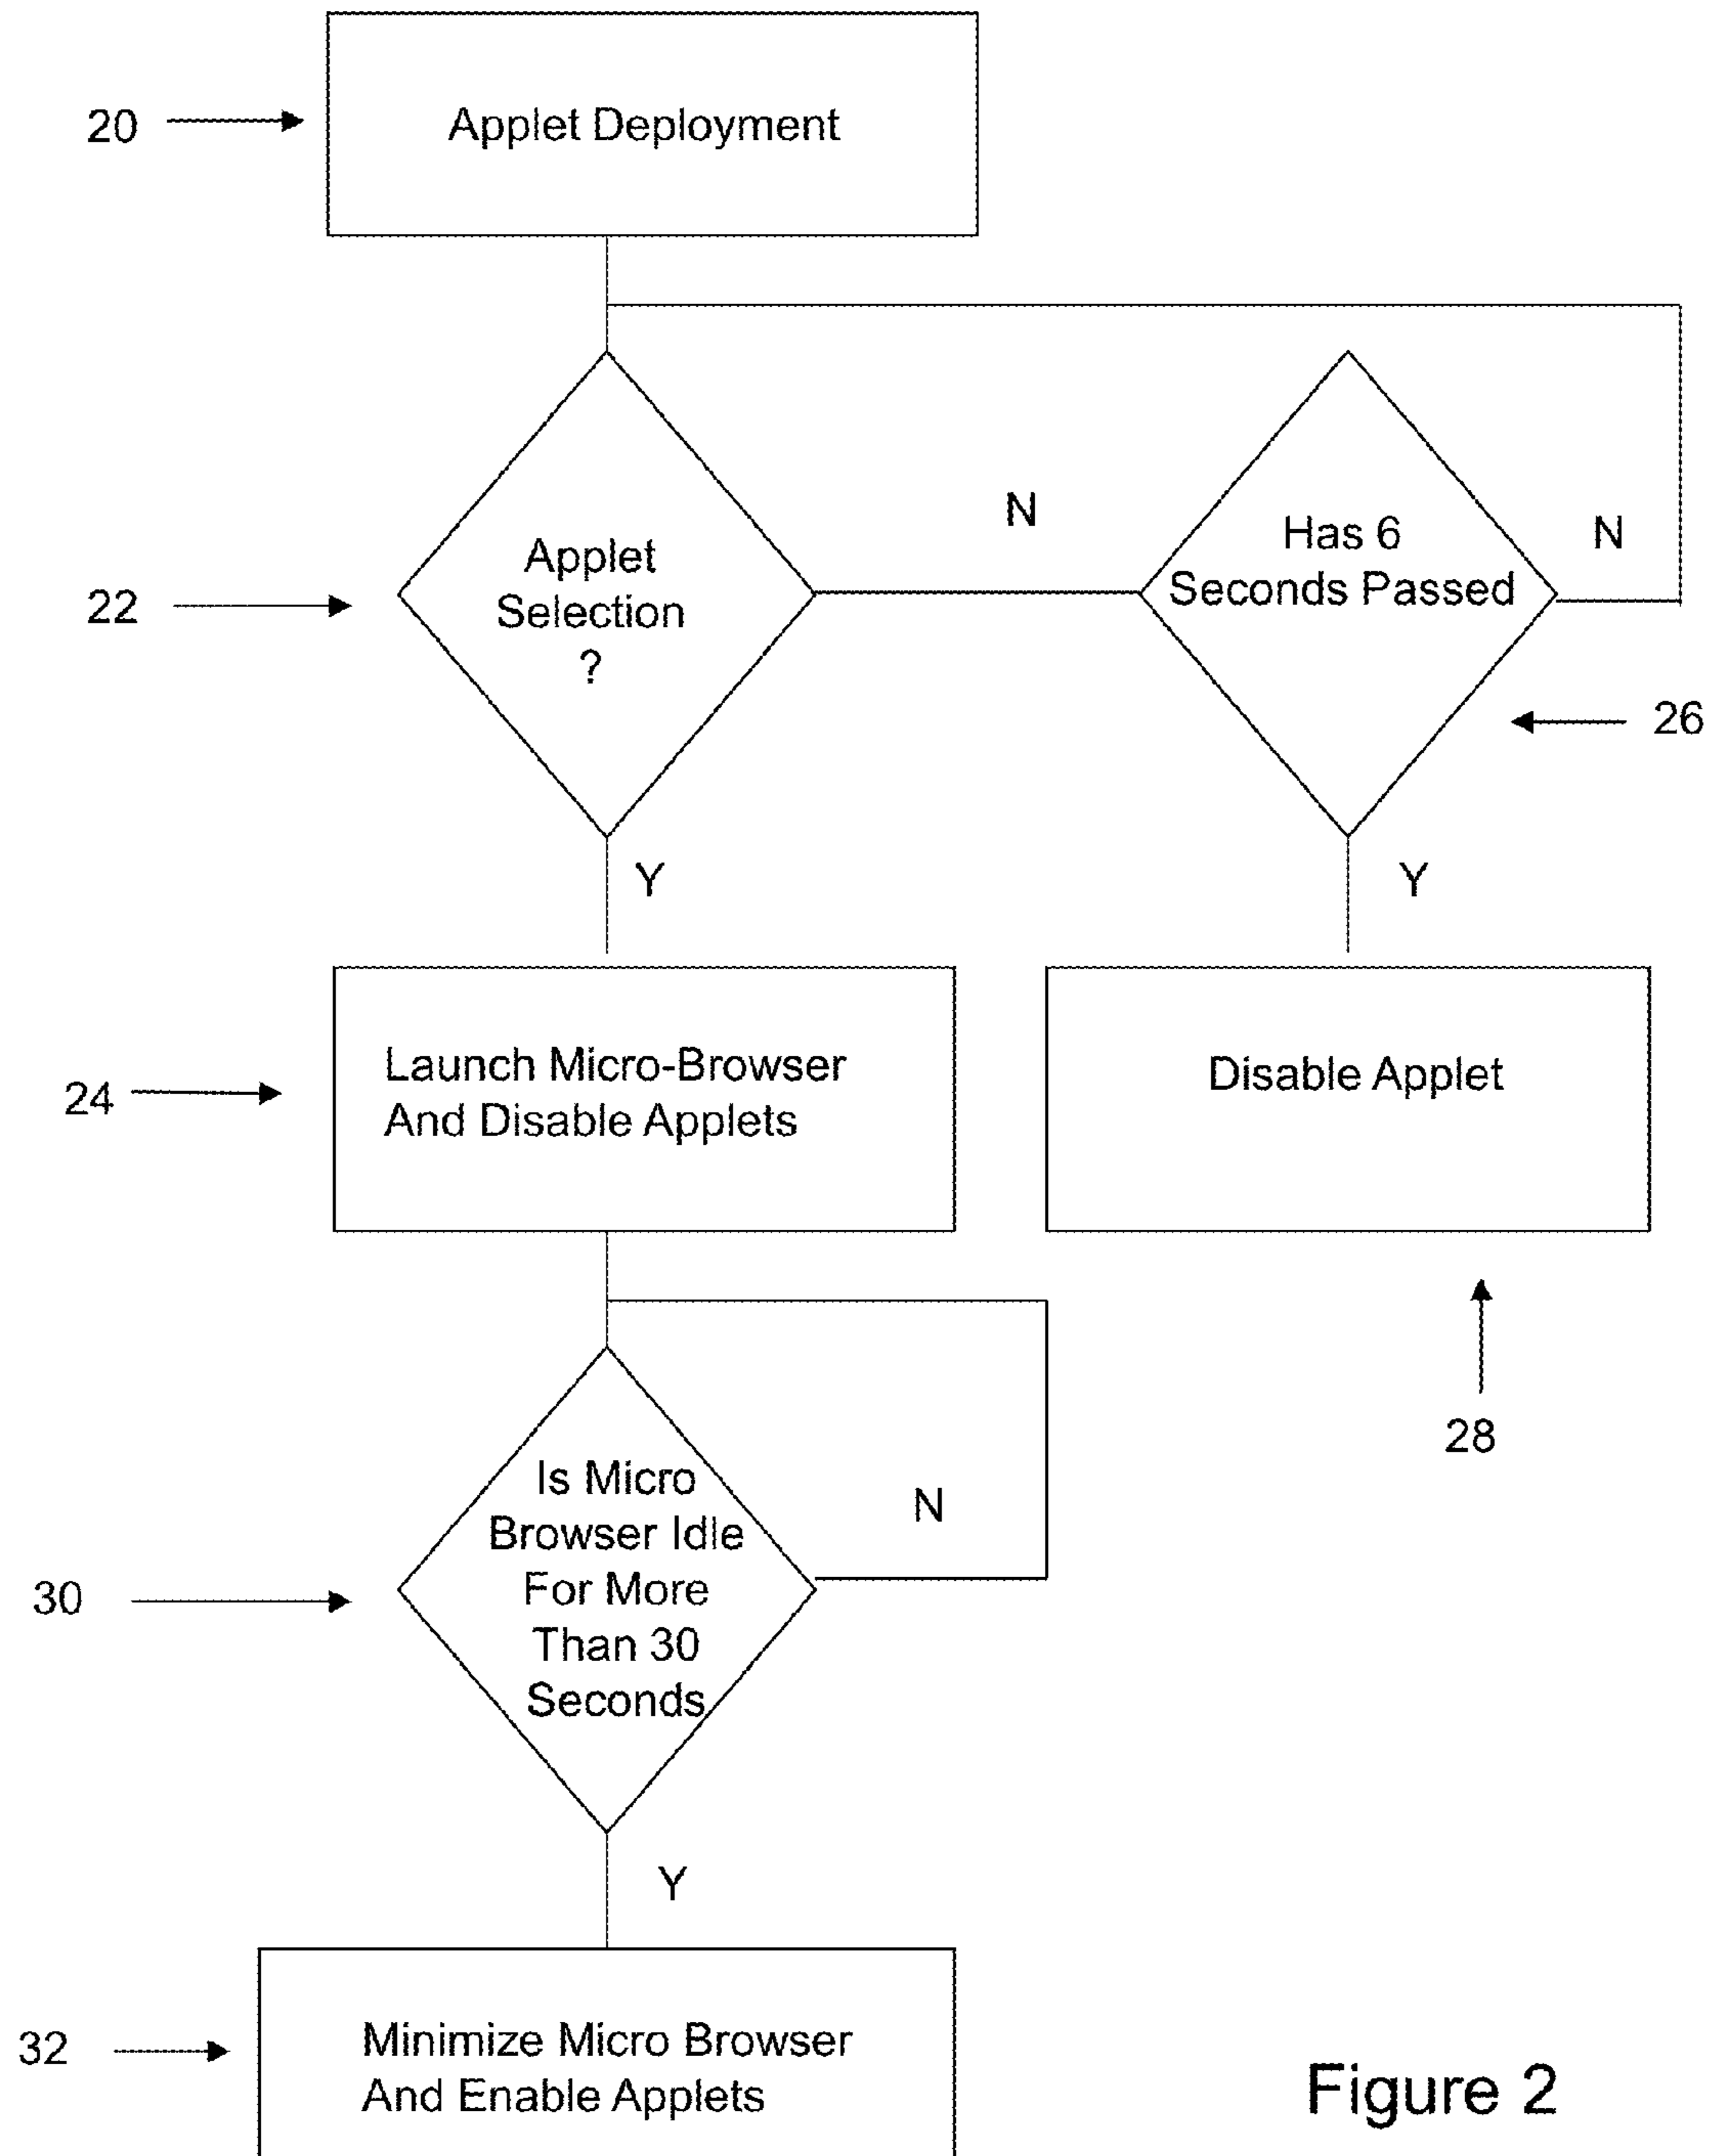 20
Applet Deployment
22
Applet
Selection
?
N
Has 6
Seconds Passed
N
26
Y
Y
24
Launch Micro-Browser
And Disable Applets
Disable Applet
28
30
Is Micro
Browser Idle
For More
Than 30
Seconds
N
Y
32
Minimize Micro Browser
And Enable Applets
Figure 2